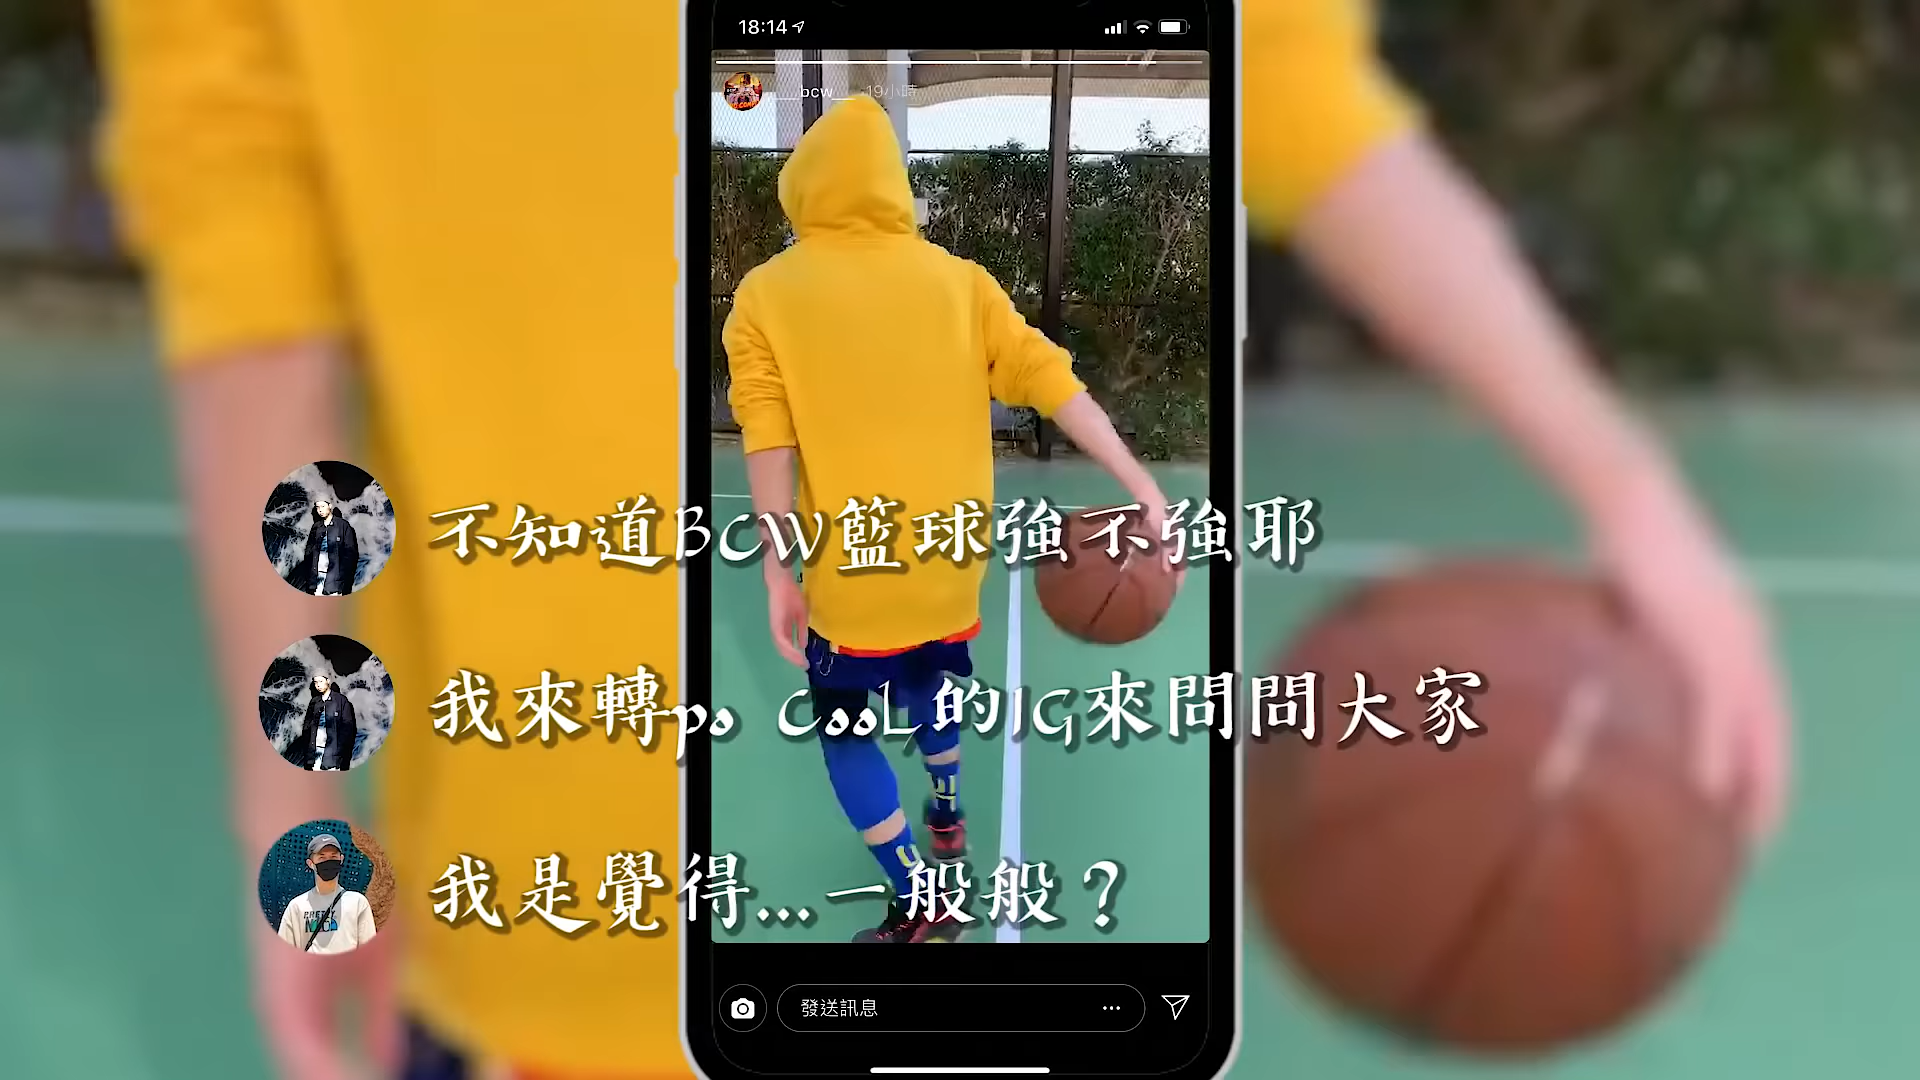 18:14
__bcw__ 19小時
不知道BCW籃球強不強耶
我來轉po CooL的IG來問問大家
我是覺得...一般般？
發送訊息